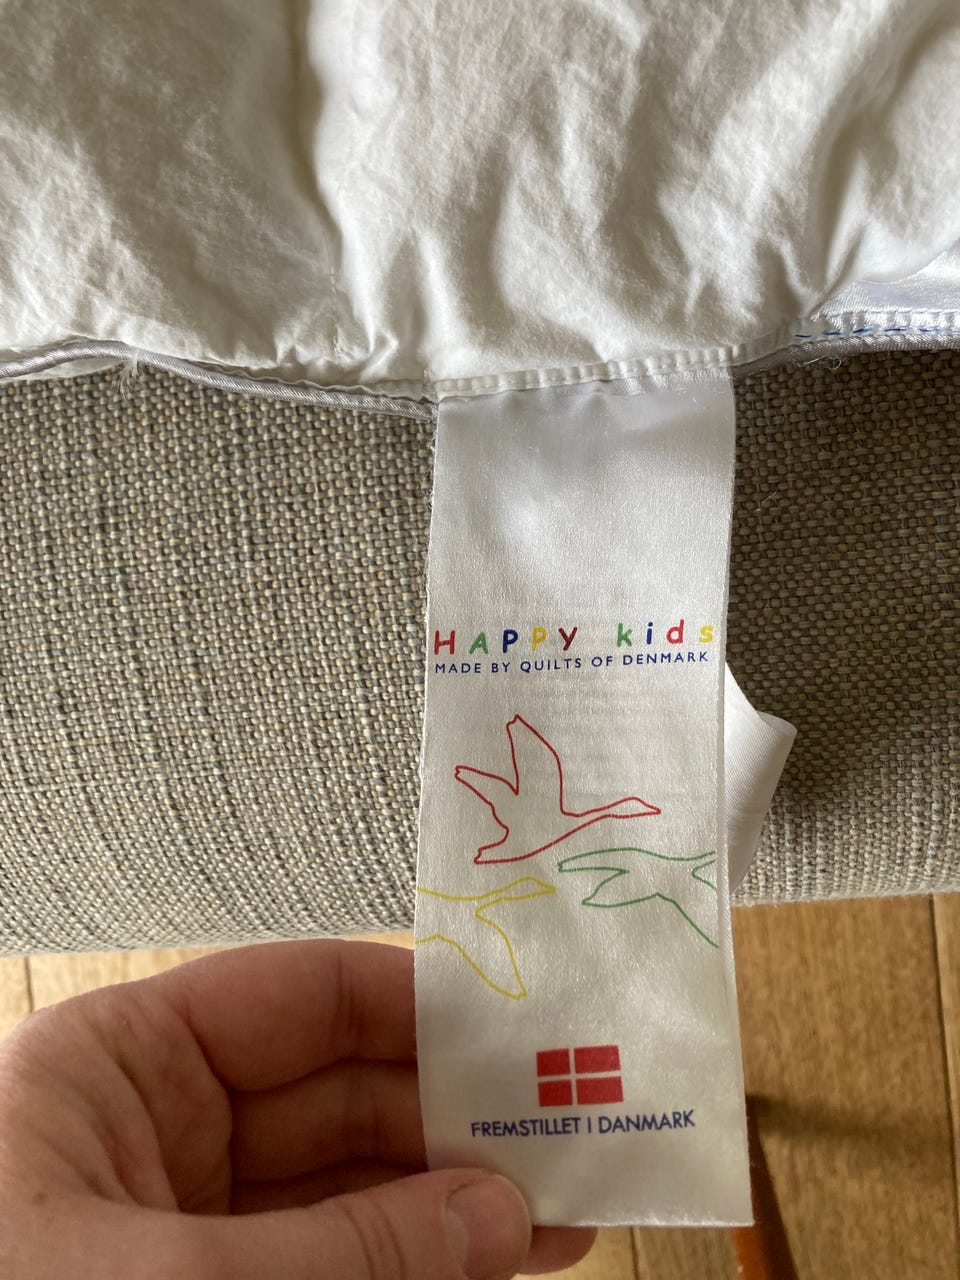 HAPPY kids
MADE BY QUILTS OF DENMARK
FREMSTILLET I DANMARK